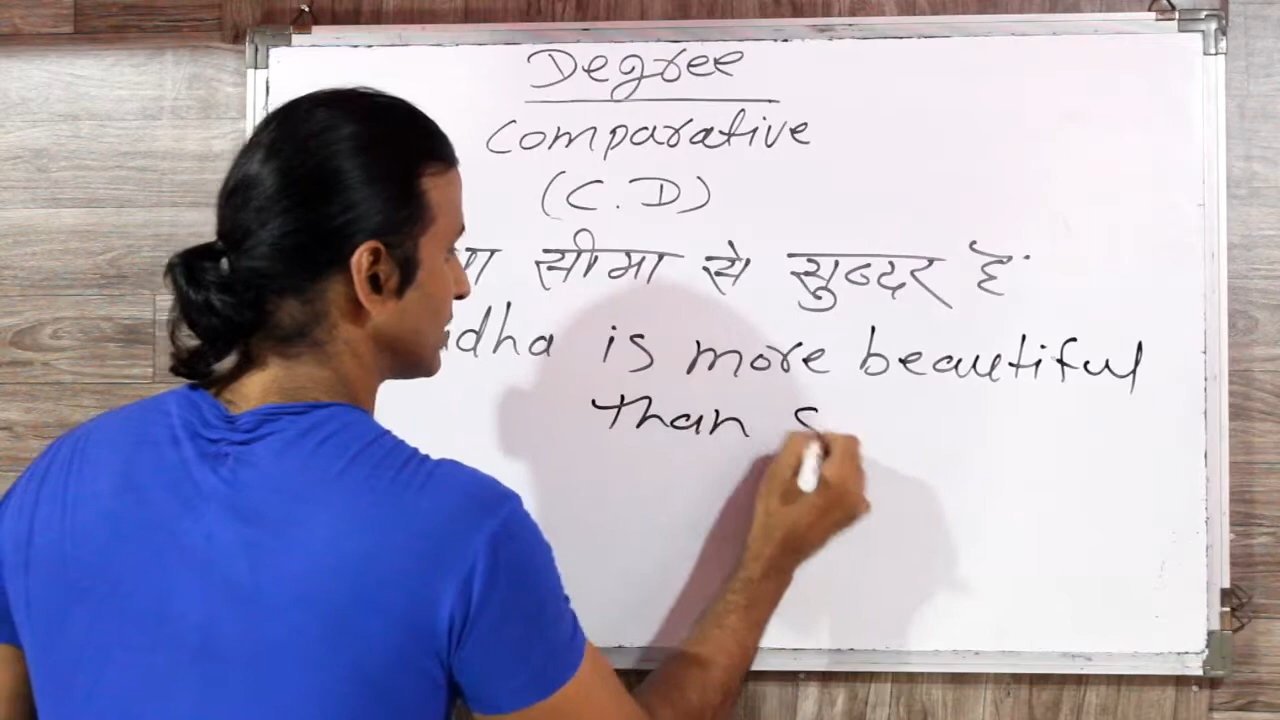 Degree
Comparative
(C.D)
सीमा से सुन्दर है
is more beautiful
than